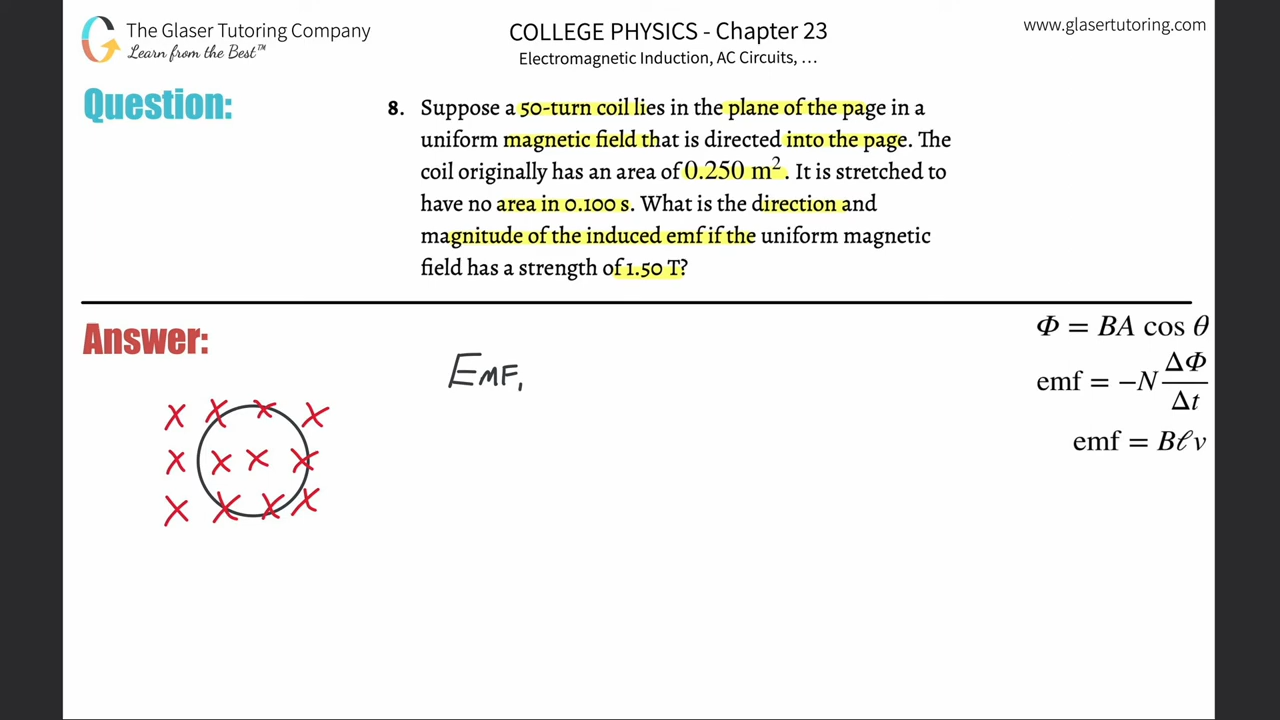 The Glaser Tutoring Company
Learn from the Best™
COLLEGE PHYSICS - Chapter 23
Electromagnetic Induction, AC Circuits, …
www.glasertutoring.com
Question:
8. Suppose a 50-turn coil lies in the plane of the page in a
uniform magnetic field that is directed into the page. The
coil originally has an area of 0.250 m². It is stretched to
have no area in 0.100 s. What is the direction and
magnitude of the induced emf if the uniform magnetic
field has a strength of 1.50 T?
Answer:
Φ = BA cos θ
emf = −N ΔΦ/Δt
emf = Bℓv
EMF,
X X X X
X X X X
X X X X